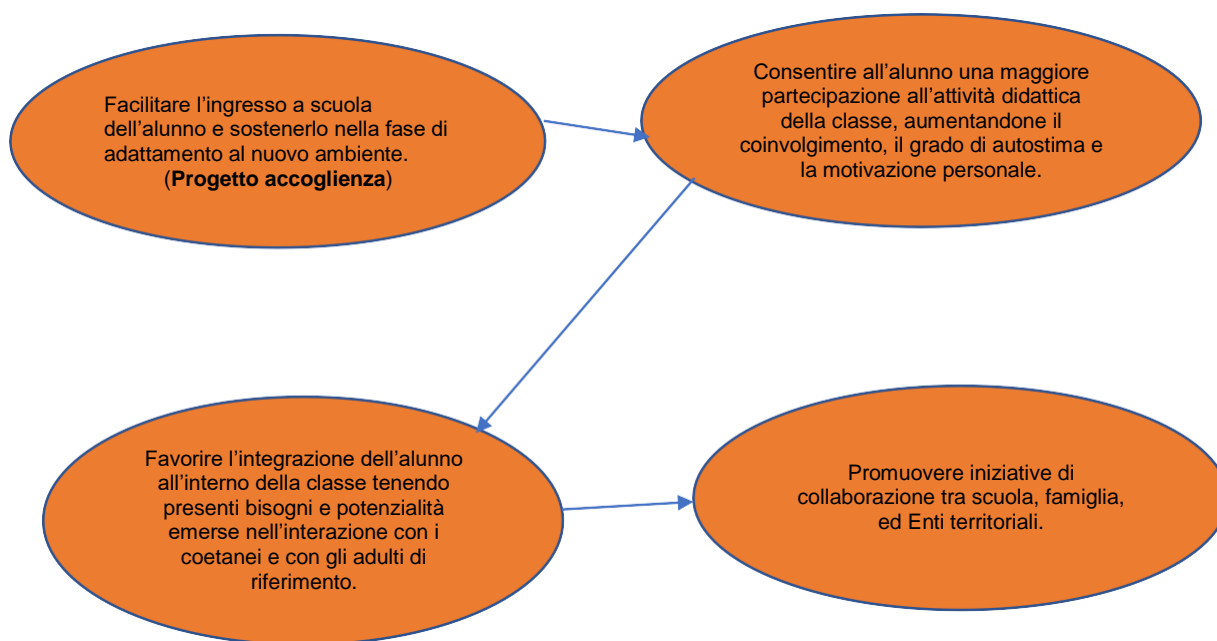 Facilitare l’ingresso a scuola
dell’alunno e sostenerlo nella fase di
adattamento al nuovo ambiente.
(Progetto accoglienza)
Consentire all’alunno una maggiore
partecipazione all’attività didattica
della classe, aumentandone il
coinvolgimento, il grado di autostima e
la motivazione personale.
Favorire l’integrazione dell’alunno
all’interno della classe tenendo
presenti bisogni e potenzialità
emerse nell’interazione con i
coetanei e con gli adulti di
riferimento.
Promuovere iniziative di
collaborazione tra scuola, famiglia,
ed Enti territoriali.